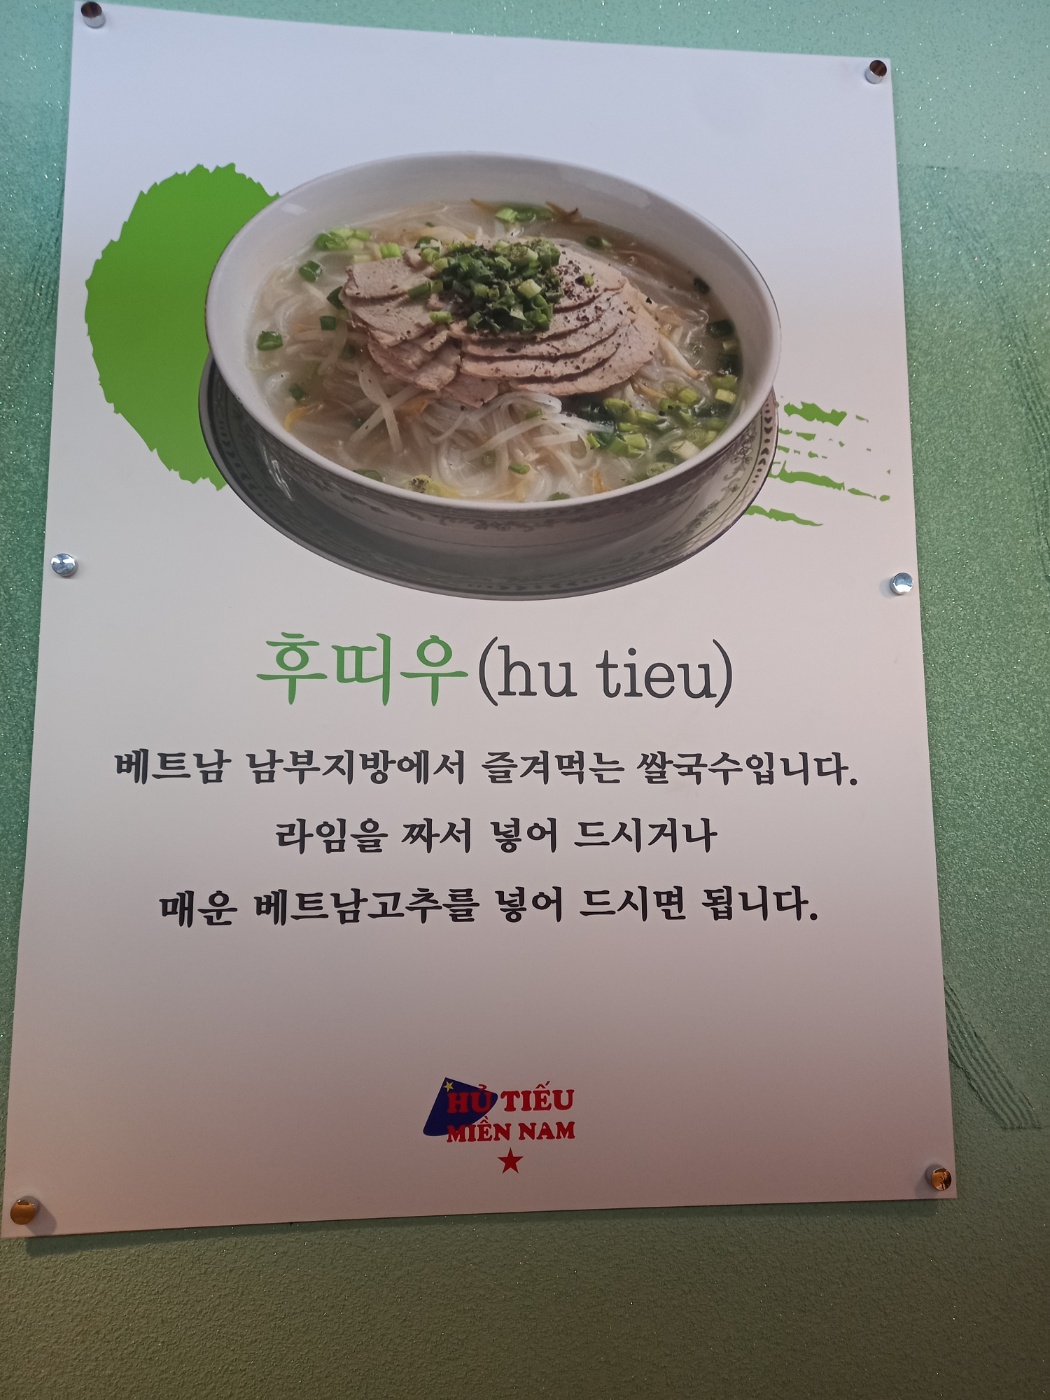 후띠우(hu tieu)
베트남 남부지방에서 즐겨먹는 쌀국수입니다.
라임을 짜서 넣어 드시거나
매운 베트남고추를 넣어 드시면 됩니다.
HỦ TIẾU
MIỀN NAM